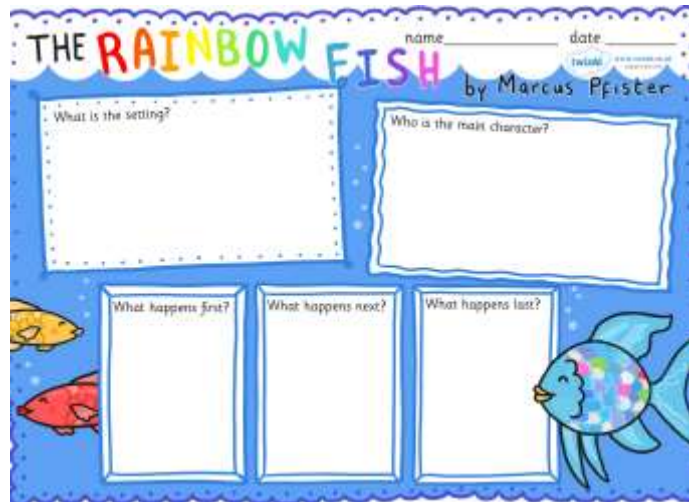 THE RAINBOW FISH
name date
twinkl
by Marcus Pfister
What is the setting?
Who is the main character?
What happens first?
What happens next?
What happens last?